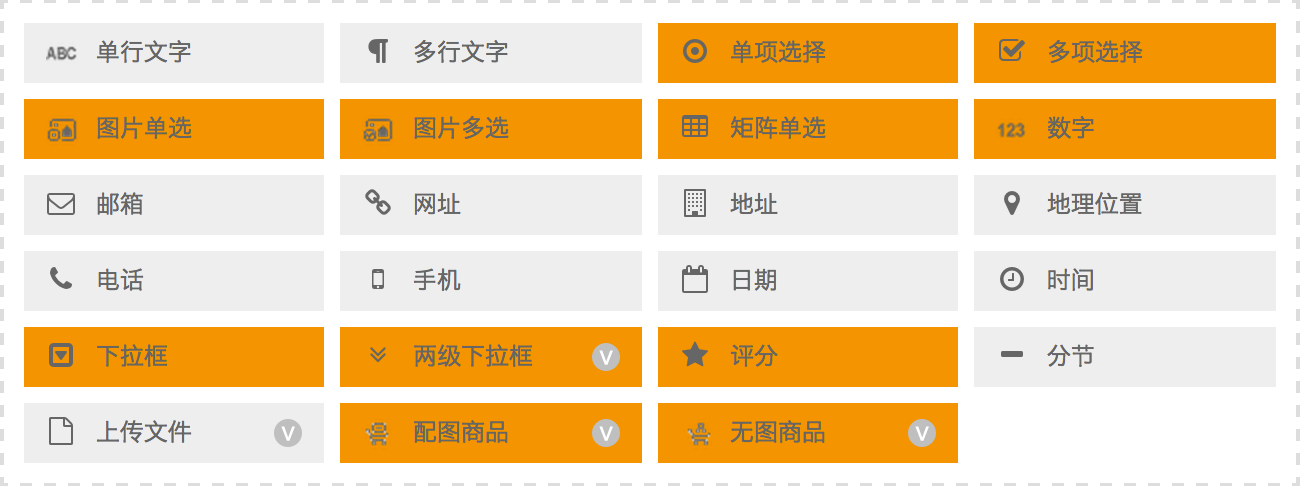 ABC 单行文字
多行文字
单项选择
多项选择
图片单选
图片多选
矩阵单选
123 数字
邮箱
网址
地址
地理位置
电话
手机
日期
时间
下拉框
两级下拉框 V
评分
分节
上传文件 V
配图商品 V
无图商品 V